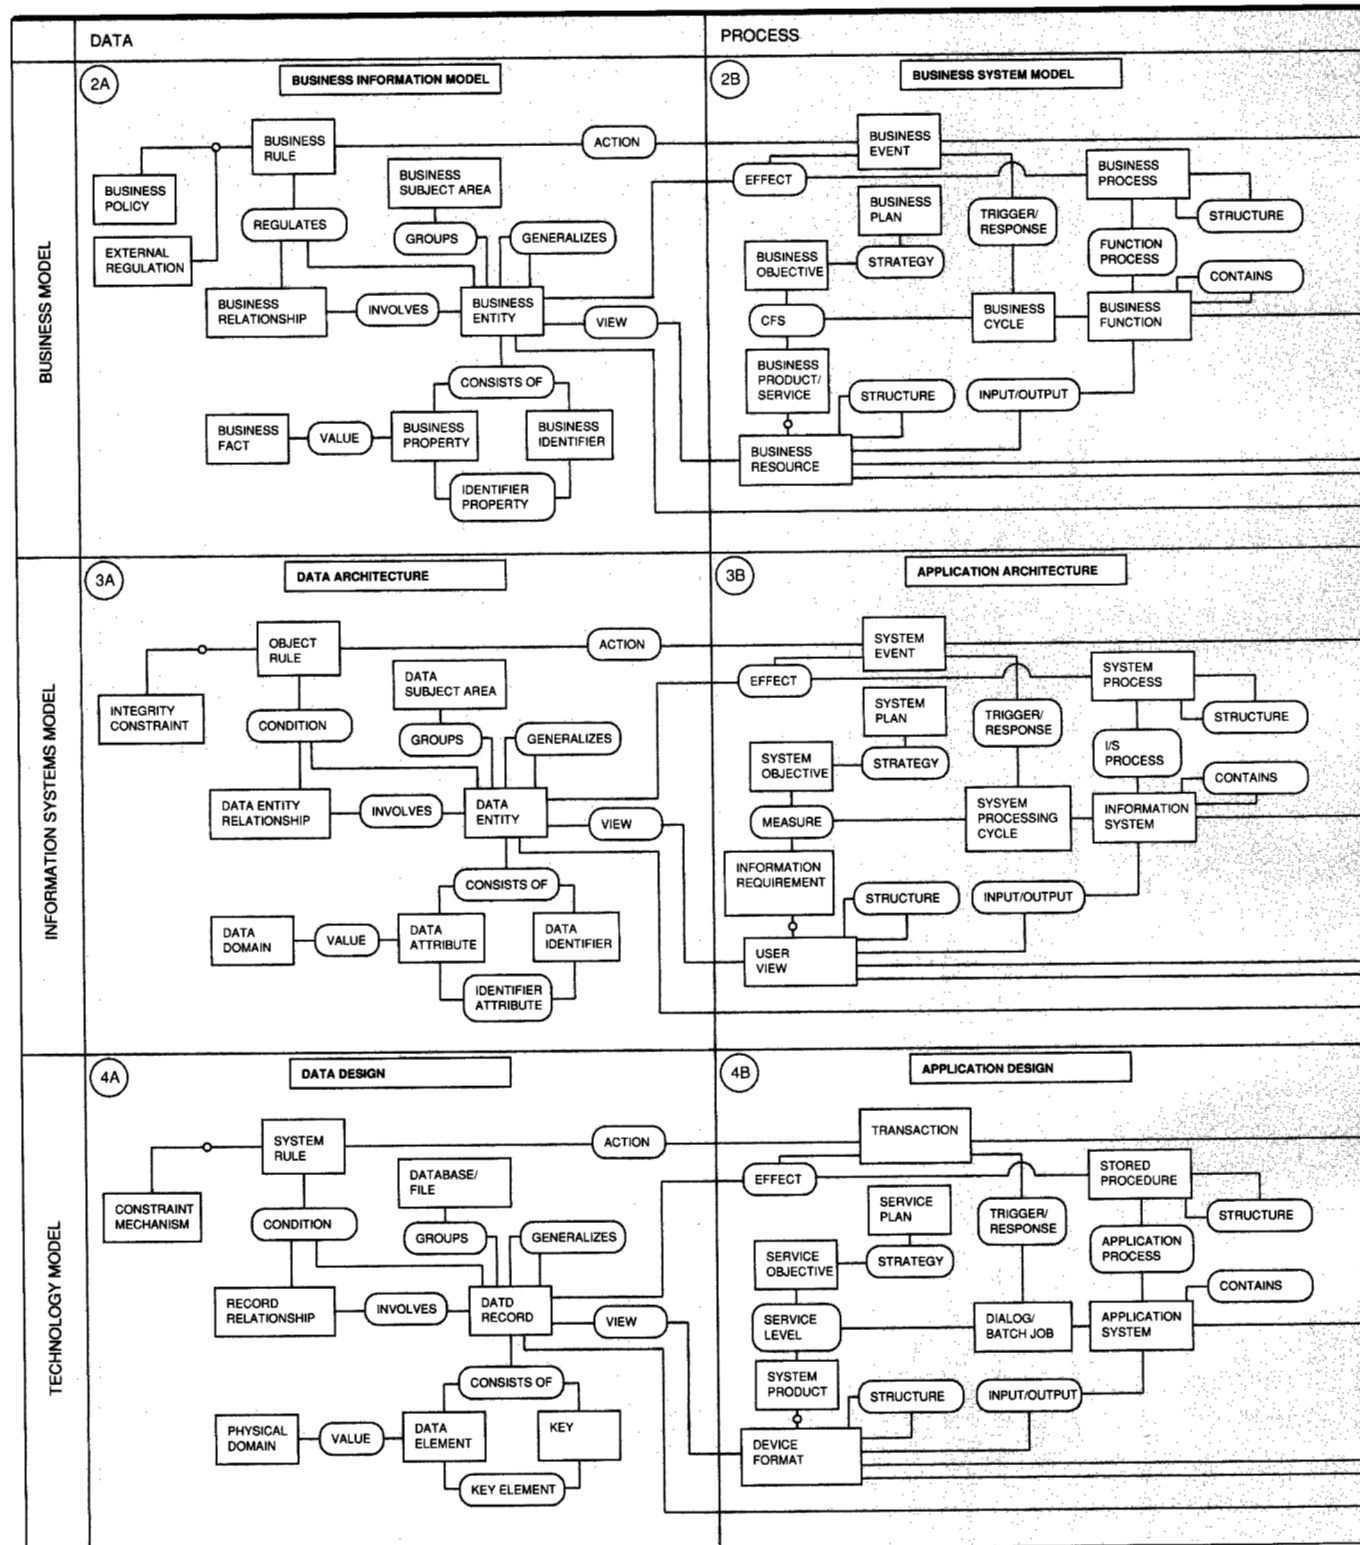 DATA
PROCESS
BUSINESS MODEL
2A
BUSINESS INFORMATION MODEL
BUSINESS
RULE
ACTION
BUSINESS
POLICY
EXTERNAL
REGULATION
BUSINESS
SUBJECT AREA
REGULATES
GROUPS
GENERALIZES
BUSINESS
RELATIONSHIP
INVOLVES
BUSINESS
ENTITY
VIEW
CONSISTS OF
BUSINESS
FACT
VALUE
BUSINESS
PROPERTY
BUSINESS
IDENTIFIER
IDENTIFIER
PROPERTY
2B
BUSINESS SYSTEM MODEL
BUSINESS
EVENT
EFFECT
BUSINESS
PROCESS
BUSINESS
PLAN
TRIGGER/
RESPONSE
STRUCTURE
BUSINESS
OBJECTIVE
STRATEGY
FUNCTION
PROCESS
CONTAINS
CFS
BUSINESS
CYCLE
BUSINESS
FUNCTION
BUSINESS
PRODUCT/
SERVICE
STRUCTURE
INPUT/OUTPUT
BUSINESS
RESOURCE
INFORMATION SYSTEMS MODEL
3A
DATA ARCHITECTURE
OBJECT
RULE
ACTION
INTEGRITY
CONSTRAINT
DATA
SUBJECT AREA
CONDITION
GROUPS
GENERALIZES
DATA ENTITY
RELATIONSHIP
INVOLVES
DATA
ENTITY
VIEW
CONSISTS OF
DATA
DOMAIN
VALUE
DATA
ATTRIBUTE
DATA
IDENTIFIER
IDENTIFIER
ATTRIBUTE
3B
APPLICATION ARCHITECTURE
SYSTEM
EVENT
EFFECT
SYSTEM
PROCESS
SYSTEM
PLAN
TRIGGER/
RESPONSE
STRUCTURE
SYSTEM
OBJECTIVE
STRATEGY
I/S
PROCESS
CONTAINS
MEASURE
SYSYEM
PROCESSING
CYCLE
INFORMATION
SYSTEM
INFORMATION
REQUIREMENT
STRUCTURE
INPUT/OUTPUT
USER
VIEW
TECHNOLOGY MODEL
4A
DATA DESIGN
SYSTEM
RULE
ACTION
CONSTRAINT
MECHANISM
DATABASE/
FILE
CONDITION
GROUPS
GENERALIZES
RECORD
RELATIONSHIP
INVOLVES
DATD
RECORD
VIEW
CONSISTS OF
PHYSICAL
DOMAIN
VALUE
DATA
ELEMENT
KEY
KEY ELEMENT
4B
APPLICATION DESIGN
TRANSACTION
EFFECT
STORED
PROCEDURE
SERVICE
PLAN
TRIGGER/
RESPONSE
STRUCTURE
SERVICE
OBJECTIVE
STRATEGY
APPLICATION
PROCESS
CONTAINS
SERVICE
LEVEL
DIALOG/
BATCH JOB
APPLICATION
SYSTEM
SYSTEM
PRODUCT
STRUCTURE
INPUT/OUTPUT
DEVICE
FORMAT